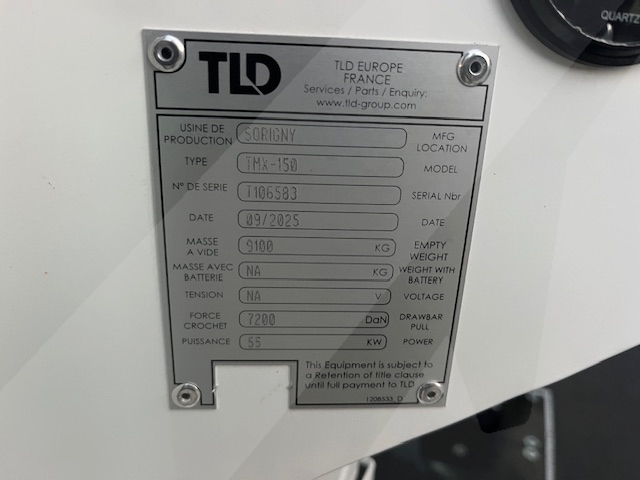 QUARTZ
TLD
TLD EUROPE
FRANCE
Services / Parts / Enquiry:
www.tld-group.com
USINE DE PRODUCTION SORIGNY MFG LOCATION
TYPE TMX-150 MODEL
N° DE SERIE T106583 SERIAL Nbr
DATE 09/2025 DATE
MASSE A VIDE 9100 KG EMPTY WEIGHT
MASSE AVEC BATTERIE NA KG WEIGHT WITH BATTERY
TENSION NA V VOLTAGE
FORCE CROCHET 7200 DaN DRAWBAR PULL
PUISSANCE 55 KW POWER
This Equipment is subject to
a Retention of title clause
until full payment to TLD
1208533_D